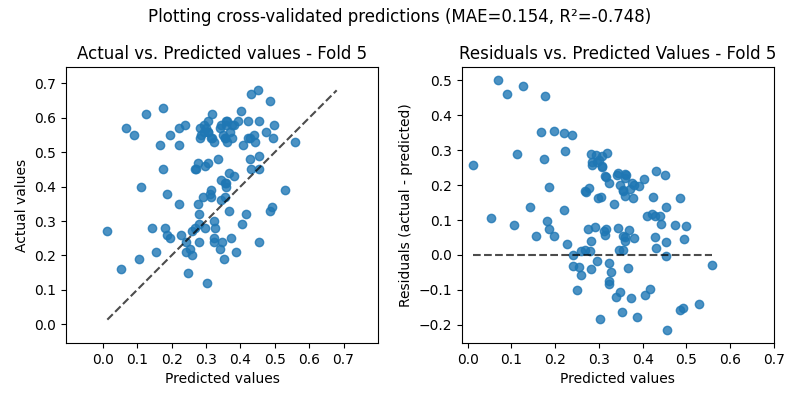 Plotting cross-validated predictions (MAE=0.154, R²=-0.748)
Actual vs. Predicted values - Fold 5
Residuals vs. Predicted Values - Fold 5
Actual values
0.7
0.6
0.5
0.4
0.3
0.2
0.1
0.0
0.0 0.1 0.2 0.3 0.4 0.5 0.6 0.7
Predicted values
Residuals (actual - predicted)
0.5
0.4
0.3
0.2
0.1
0.0
−0.1
−0.2
0.0 0.1 0.2 0.3 0.4 0.5 0.6 0.7
Predicted values